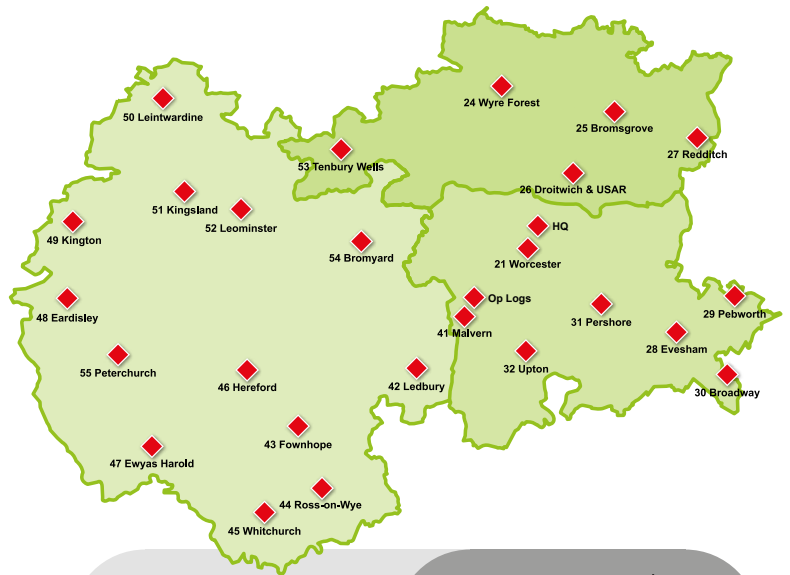 50 Leintwardine
24 Wyre Forest
25 Bromsgrove
27 Redditch
53 Tenbury Wells
26 Droitwich & USAR
51 Kingsland
52 Leominster
HQ
49 Kington
54 Bromyard
21 Worcester
Op Logs
48 Eardisley
41 Malvern
31 Pershore
29 Pebworth
28 Evesham
55 Peterchurch
46 Hereford
42 Ledbury
32 Upton
30 Broadway
43 Fownhope
47 Ewyas Harold
44 Ross-on-Wye
45 Whitchurch